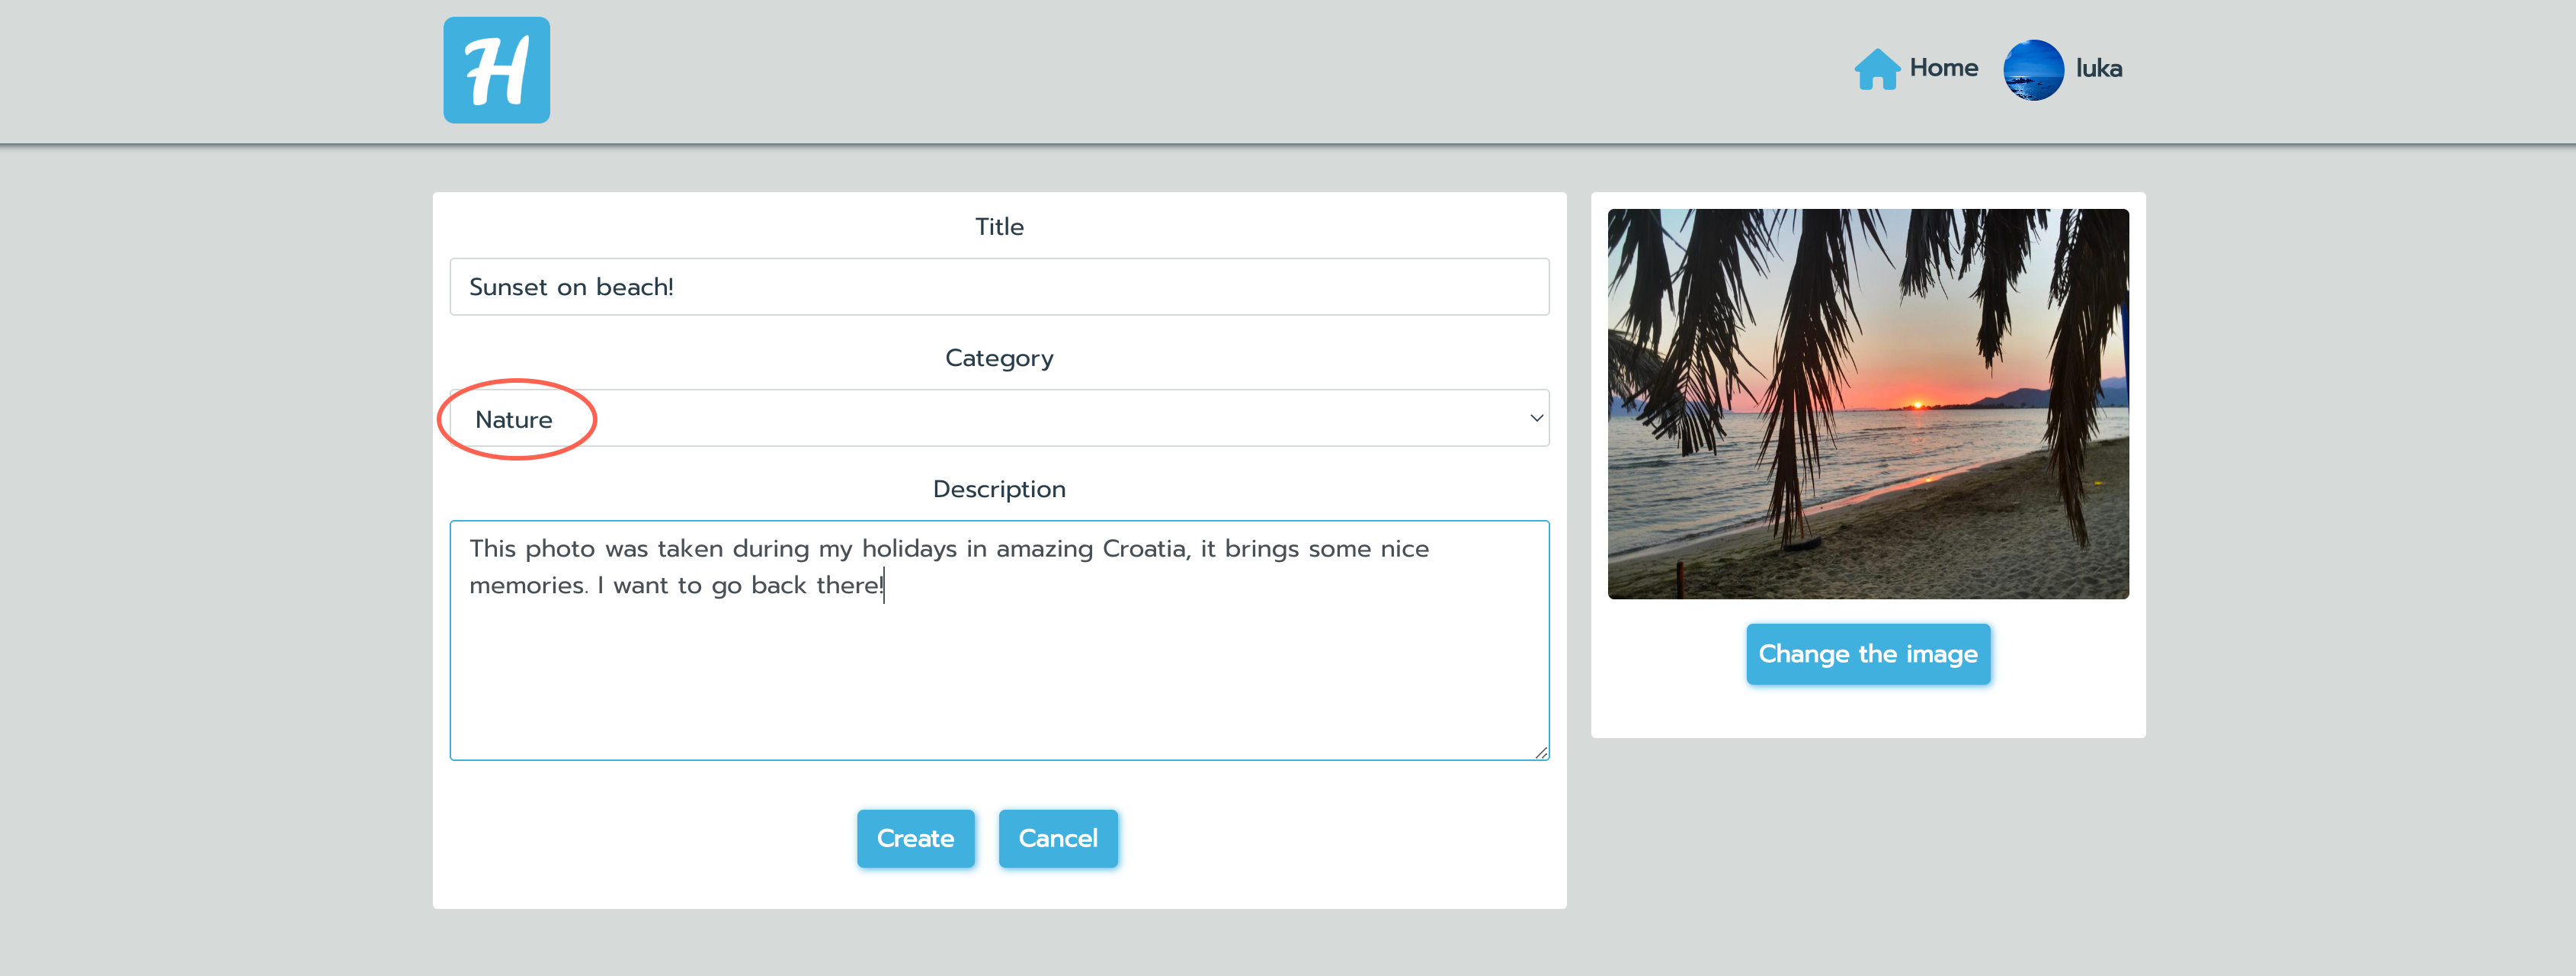 H
Home
luka
Title
Sunset on beach!
Category
Nature
Description
This photo was taken during my holidays in amazing Croatia, it brings some nice
memories. I want to go back there!
Create
Cancel
Change the image